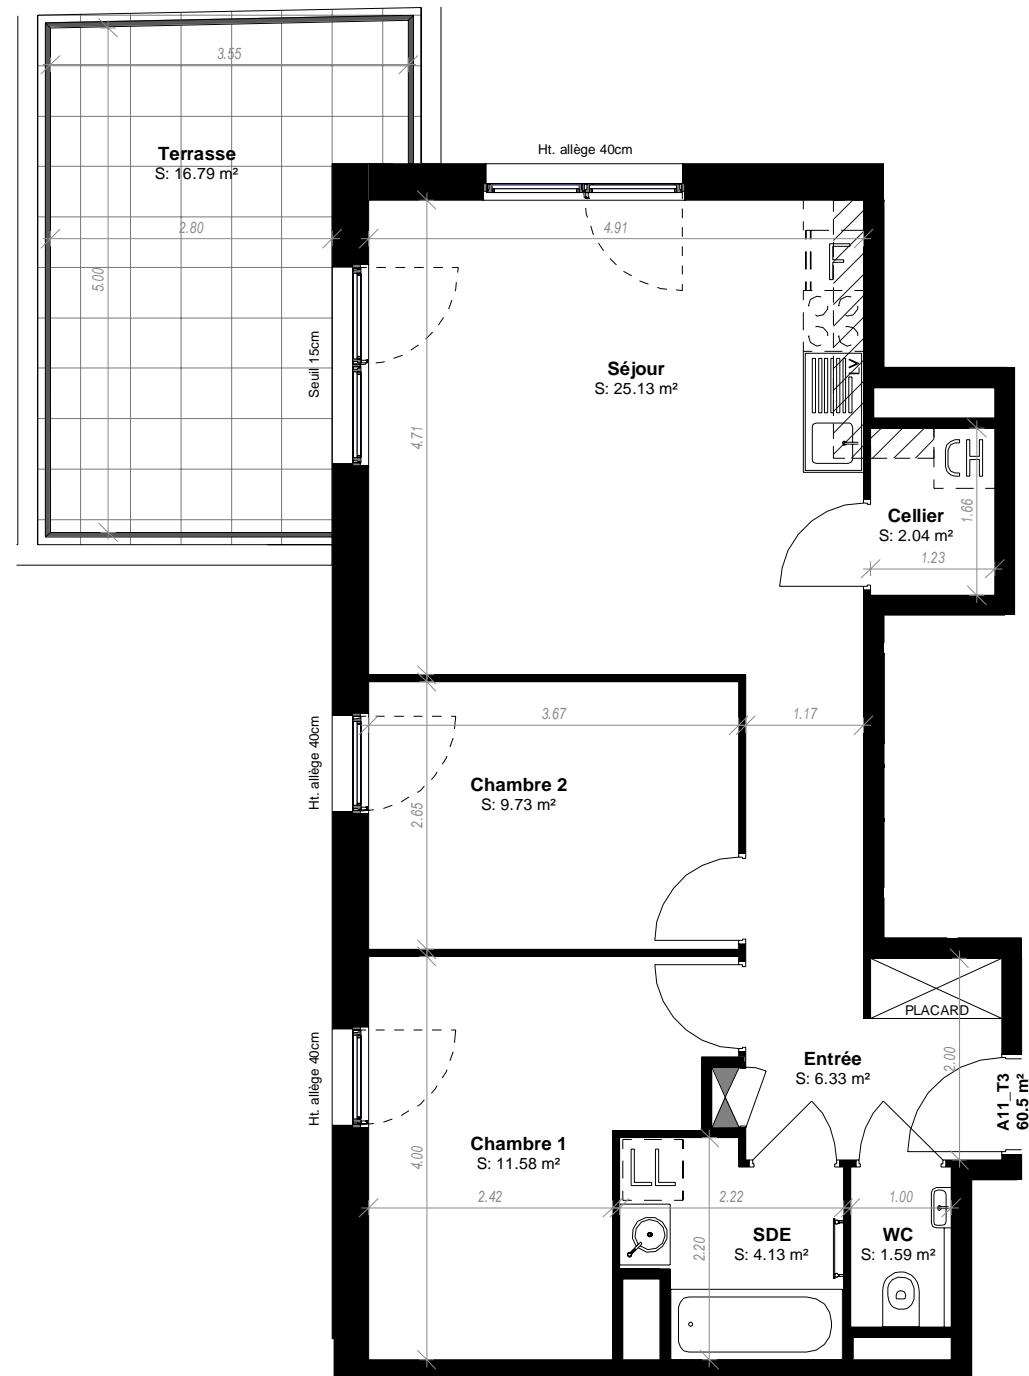 3.55
Terrasse
S: 16.79 m²
2.80
5.00
Ht. allège 40cm
4.91
F
Seuil 15cm
Séjour
S: 25.13 m²
LV
4.71
CH
Cellier
S: 2.04 m²
1.66
1.23
3.67
1.17
Ht. allège 40cm
Chambre 2
S: 9.73 m²
2.65
PLACARD
Entrée
S: 6.33 m²
2.00
A11_T3
60.5 m²
Ht. allège 40cm
Chambre 1
S: 11.58 m²
4.00
LL
2.42
2.22
1.00
SDE
S: 4.13 m²
2.20
WC
S: 1.59 m²